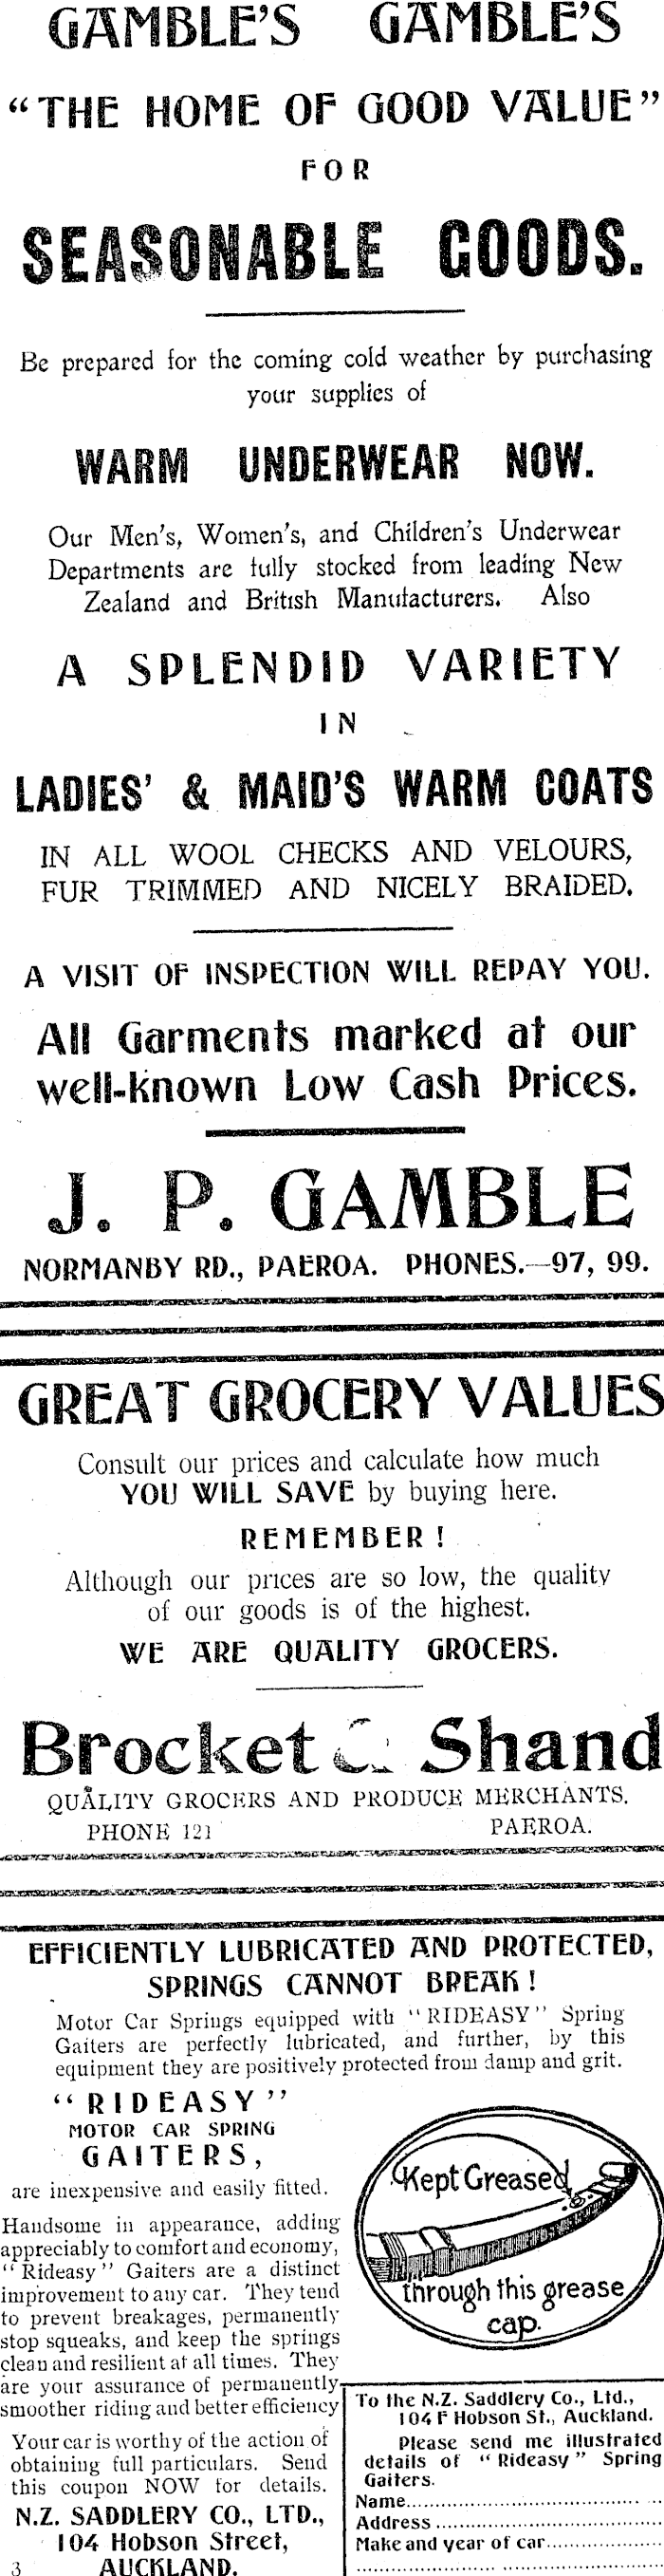 GAMBLE'S GAMBLE'S
"THE HOME OF GOOD VALUE"
FOR
SEASONABLE GOODS.
Be prepared for the coming cold weather by purchasing
your supplies of
WARM UNDERWEAR NOW.
Our Men's, Women's, and Children's Underwear
Departments are fully stocked from leading New
Zealand and British Manufacturers. Also
A SPLENDID VARIETY
IN
LADIES' & MAID'S WARM COATS
IN ALL WOOL CHECKS AND VELOURS,
FUR TRIMMED AND NICELY BRAIDED.
A VISIT OF INSPECTION WILL REPAY YOU.
All Garments marked at our
well-known Low Cash Prices.
J. P. GAMBLE
NORMANBY RD., PAEROA. PHONES.—97, 99.
GREAT GROCERY VALUES
Consult our prices and calculate how much
YOU WILL SAVE by buying here.
REMEMBER!
Although our prices are so low, the quality
of our goods is of the highest.
WE ARE QUALITY GROCERS.
Brocket & Shand
QUALITY GROCERS AND PRODUCE MERCHANTS.
PHONE 121 PAEROA.
EFFICIENTLY LUBRICATED AND PROTECTED,
SPRINGS CANNOT BREAK!
Motor Car Springs equipped with "RIDEASY" Spring
Gaiters are perfectly lubricated, and further, by this
equipment they are positively protected from damp and grit.
"RIDEASY"
MOTOR CAR SPRING
GAITERS,
are inexpensive and easily fitted.
Handsome in appearance, adding
appreciably to comfort and economy,
"Rideasy" Gaiters are a distinct
improvement to any car. They tend
to prevent breakages, permanently
stop squeaks, and keep the springs
clean and resilient at all times. They
are your assurance of permanently
smoother riding and better efficiency
Your car is worthy of the action of
obtaining full particulars. Send
this coupon NOW for details.
N.Z. SADDLERY CO., LTD.,
104 Hobson Street,
3 AUCKLAND.
Kept Greased
through this grease
cap.
To the N.Z. Saddlery Co., Ltd.,
104 F Hobson St., Auckland.
Please send me illustrated
details of "Rideasy" Spring
Gaiters.
Name
Address
Make and year of car